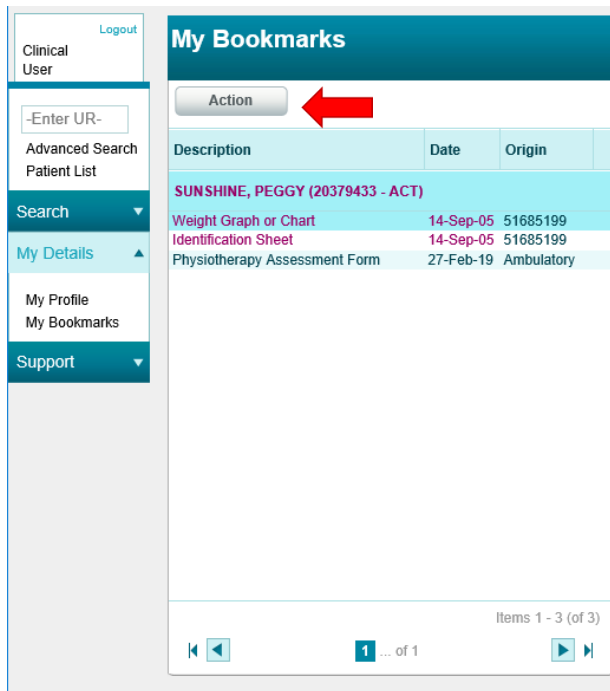 Logout
Clinical
User
-Enter UR-
Advanced Search
Patient List
Search
My Details
My Profile
My Bookmarks
Support
My Bookmarks
Action
Description Date Origin
SUNSHINE, PEGGY (20379433 - ACT)
Weight Graph or Chart 14-Sep-05 51685199
Identification Sheet 14-Sep-05 51685199
Physiotherapy Assessment Form 27-Feb-19 Ambulatory
Items 1 - 3 (of 3)
1 ... of 1